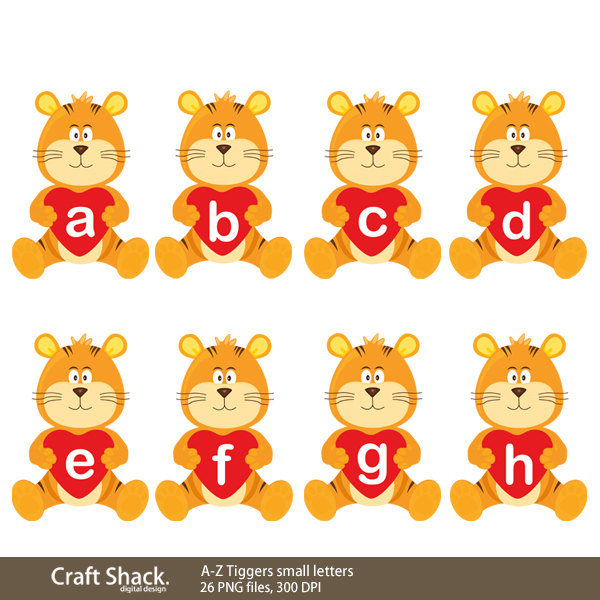 a b c d
e f g h
Craft Shack.
digital design
A-Z Tiggers small letters
26 PNG files, 300 DPI